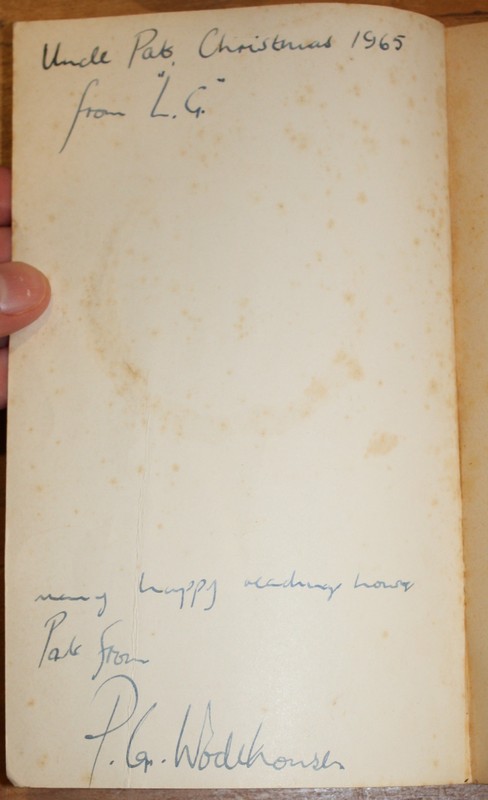 Uncle Pat, Christmas 1965
from "L.G."
many happy reading hours
Pat from
P.G. Wodehouse